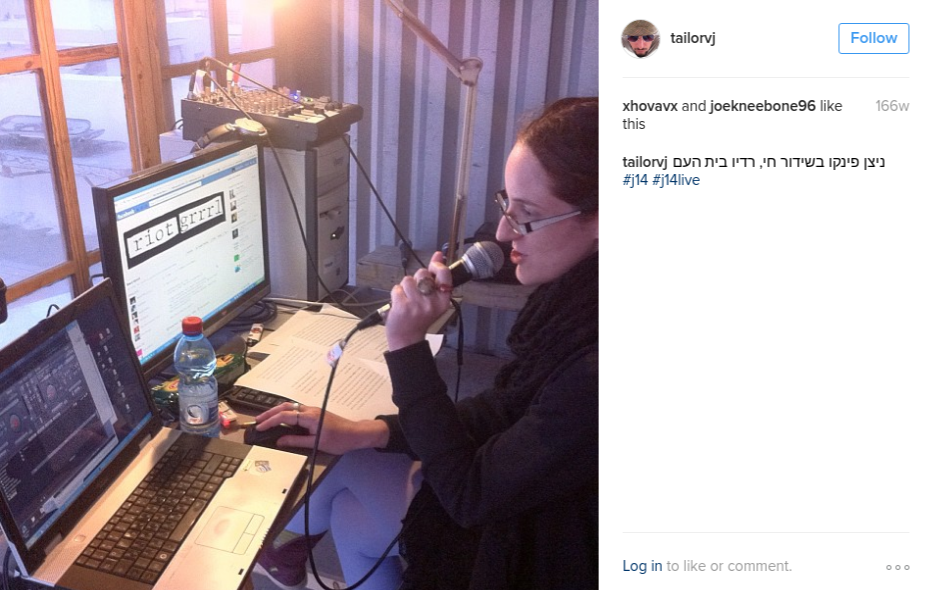 tailorvj
Follow
xhovavx and joekneebone96 like
this
166w
tailorvj ניצן פינקו בשידור חי, רדיו בית העם
#j14 #j14live
Log in to like or comment.
riot grrrl